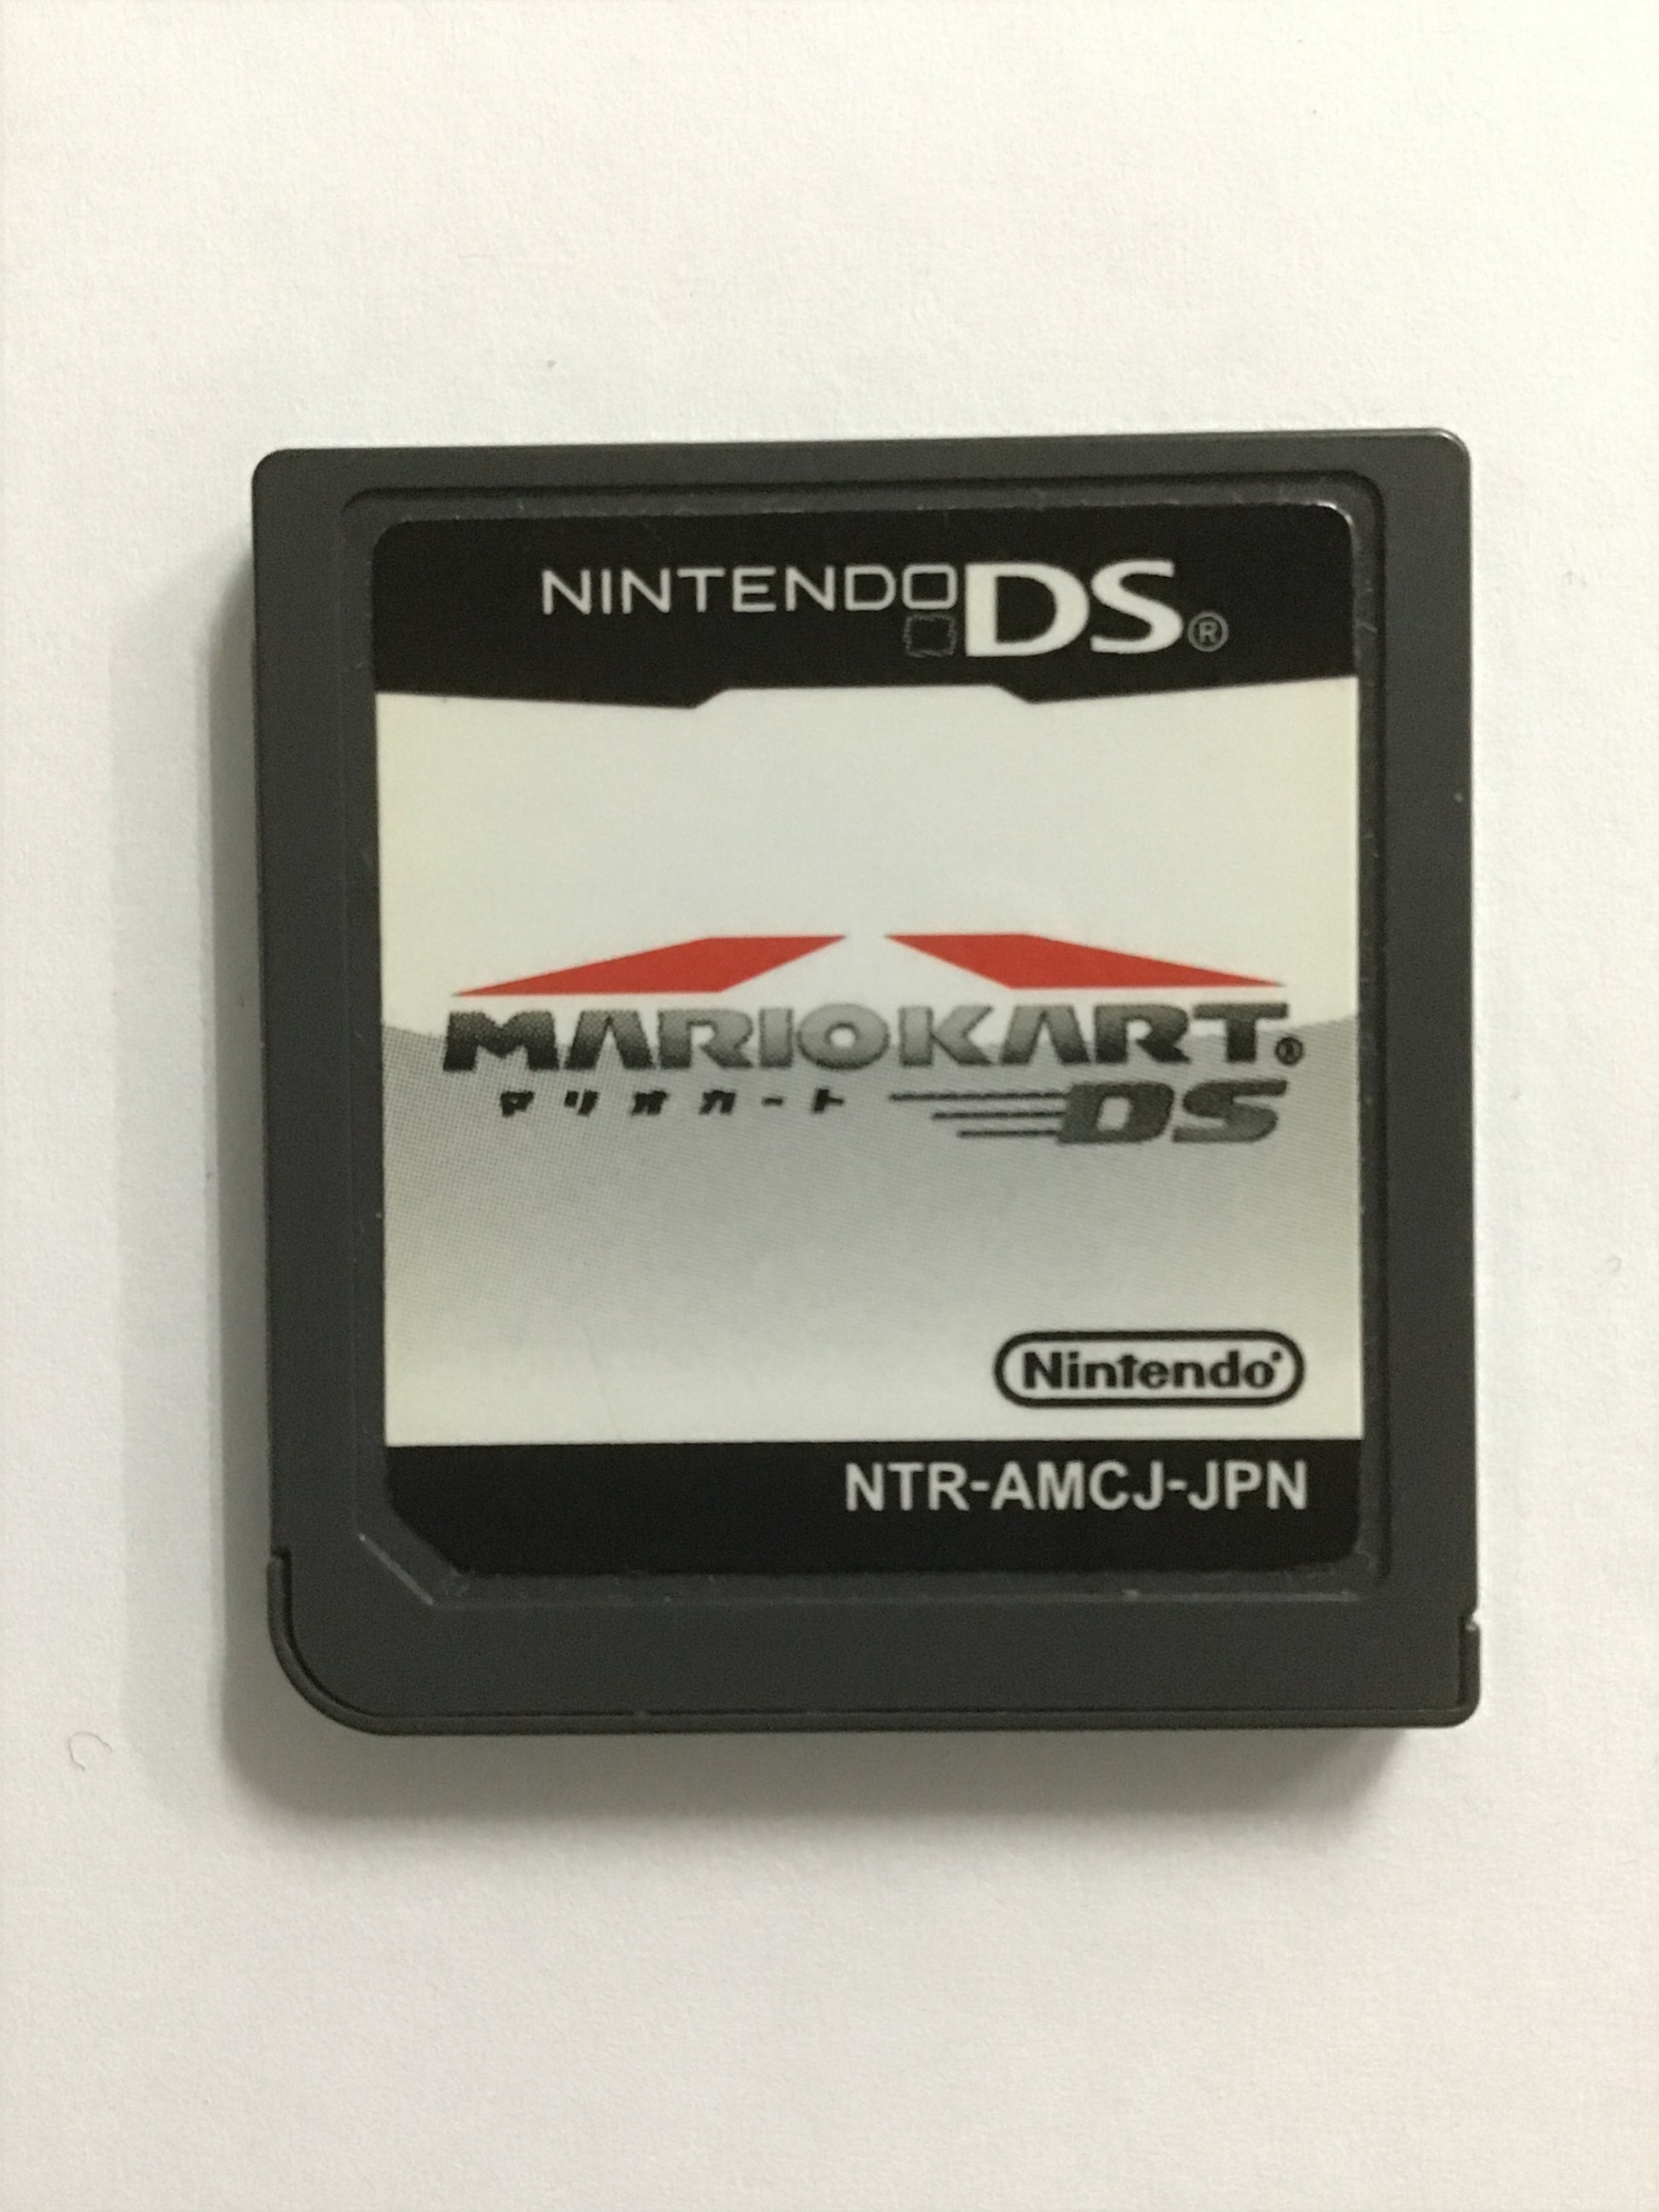 NINTENDO DS®
MARIOKART®
マリオカート DS
Nintendo®
NTR-AMCJ-JPN